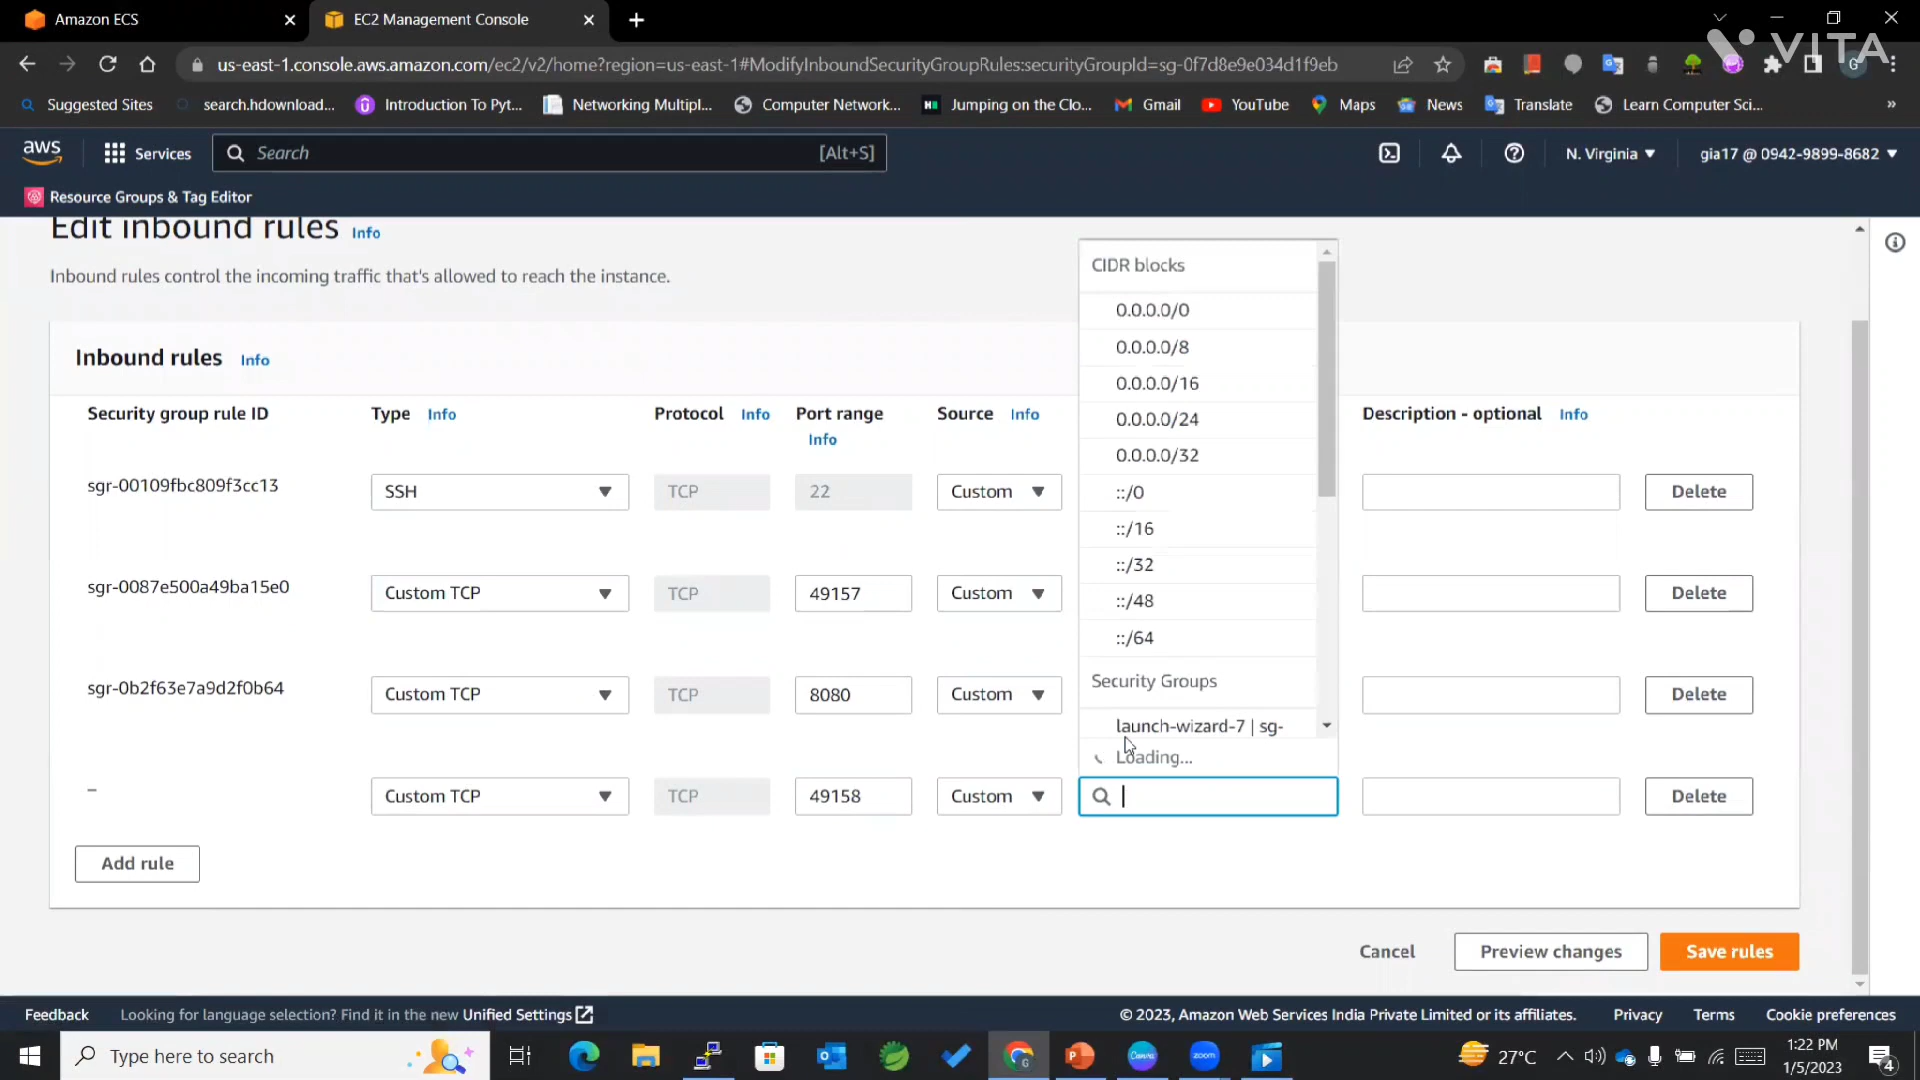 Amazon ECS
EC2 Management Console
VITA
us-east-1.console.aws.amazon.com/ec2/v2/home?region=us-east-1#ModifyInboundSecurityGroupRules:securityGroupId=sg-0f7d8e9e034d1f9eb
G
Suggested Sites
search.hdownload...
Introduction To Pyt...
Networking Multipl...
Computer Network...
Jumping on the Clo...
Gmail
YouTube
Maps
News
Translate
Learn Computer Sci...
»
aws
Services
Search
[Alt+S]
N. Virginia
gia17 @ 0942-9899-8682
Resource Groups & Tag Editor
Edit inbound rules Info
Inbound rules control the incoming traffic that's allowed to reach the instance.
Inbound rules Info
Security group rule ID
Type Info
Protocol Info
Port range
Info
Source Info
Description - optional Info
sgr-00109fbc809f3cc13
SSH
TCP
22
Custom
Delete
sgr-0087e500a49ba15e0
Custom TCP
TCP
49157
Custom
Delete
sgr-0b2f63e7a9d2f0b64
Custom TCP
TCP
8080
Custom
Delete
–
Custom TCP
TCP
49158
Custom
Delete
CIDR blocks
0.0.0.0/0
0.0.0.0/8
0.0.0.0/16
0.0.0.0/24
0.0.0.0/32
::/0
::/16
::/32
::/48
::/64
Security Groups
launch-wizard-7 | sg-
Loading...
Add rule
Cancel
Preview changes
Save rules
Feedback
Looking for language selection? Find it in the new Unified Settings
© 2023, Amazon Web Services India Private Limited or its affiliates.
Privacy
Terms
Cookie preferences
Type here to search
Canva
zoom
27°C
1:22 PM
1/5/2023
4